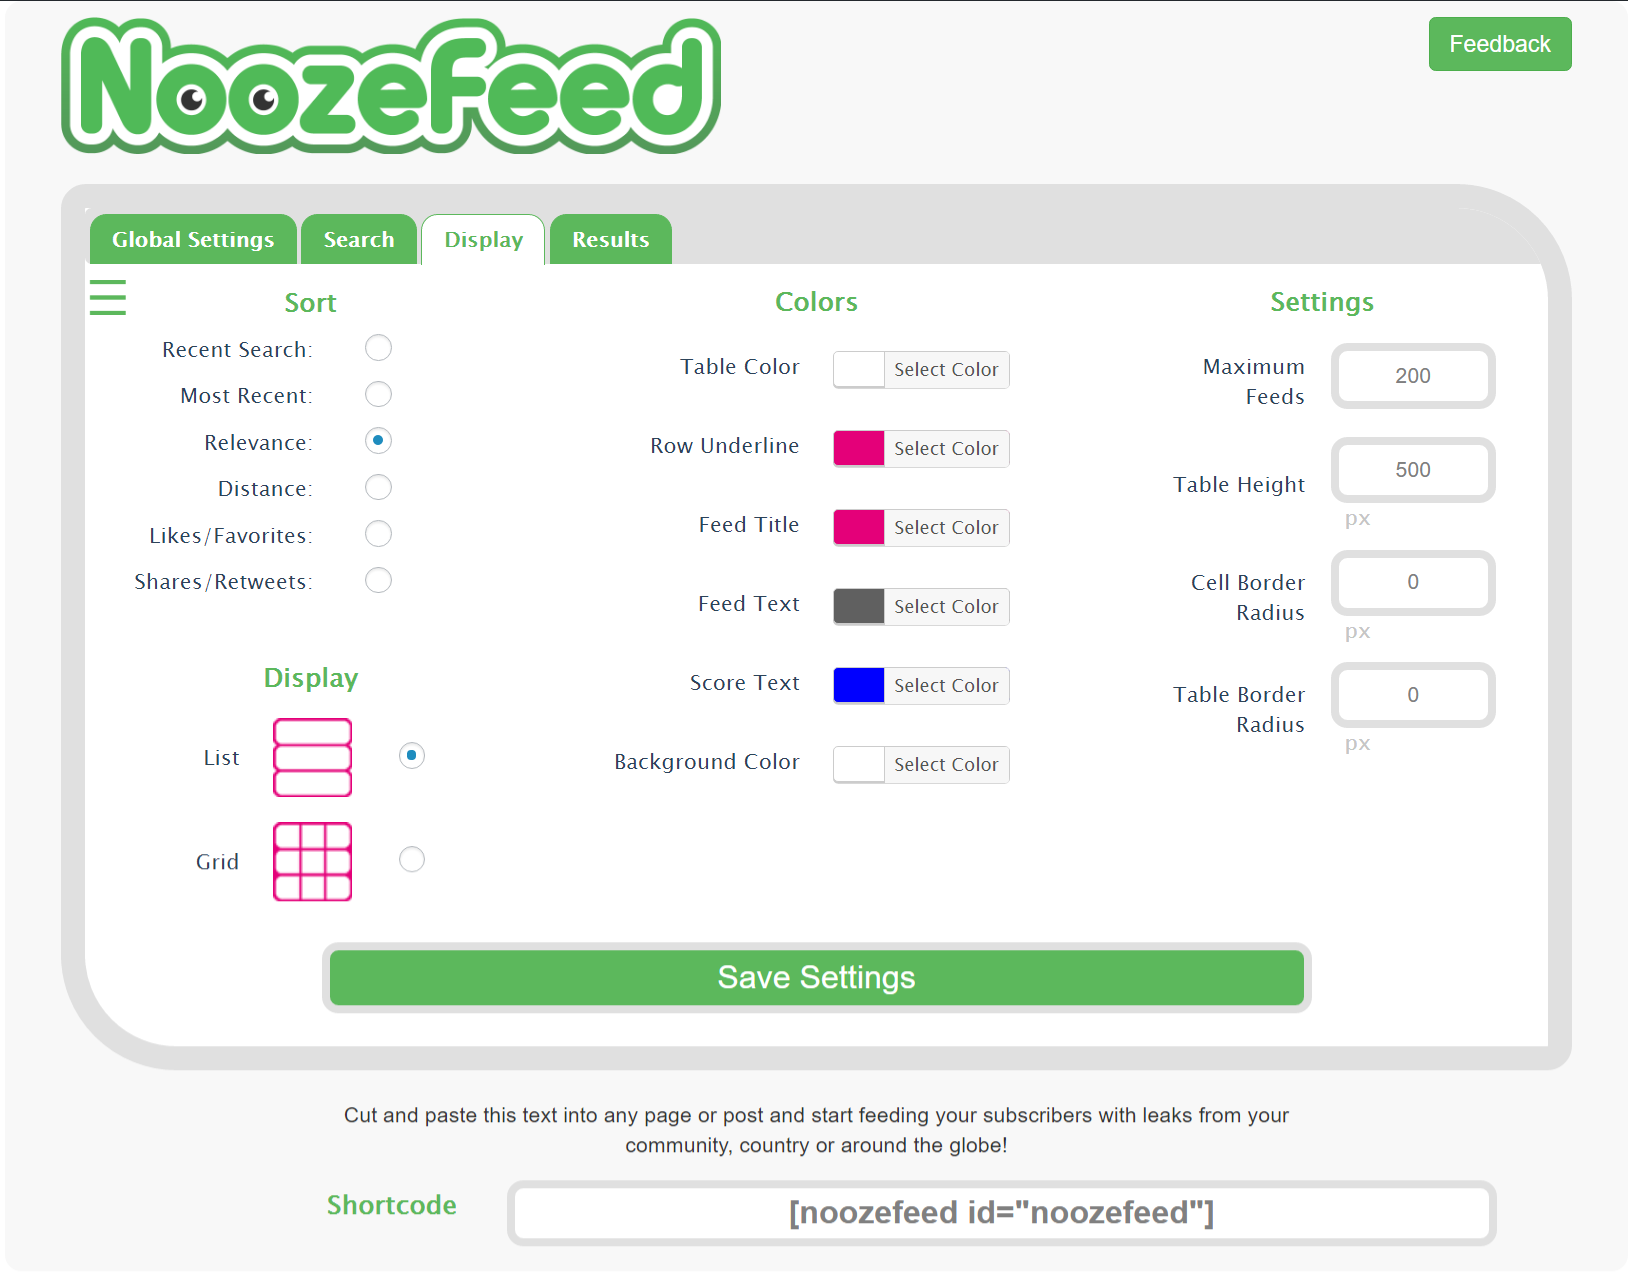 NoozeFeed
Feedback
Global Settings
Search
Display
Results
Sort
Recent Search:
Most Recent:
Relevance:
Distance:
Likes/Favorites:
Shares/Retweets:
Display
List
Grid
Colors
Table Color
Select Color
Row Underline
Select Color
Feed Title
Select Color
Feed Text
Select Color
Score Text
Select Color
Background Color
Select Color
Settings
Maximum
Feeds
200
Table Height
500
px
Cell Border
Radius
0
px
Table Border
Radius
0
px
Save Settings
Cut and paste this text into any page or post and start feeding your subscribers with leaks from your
community, country or around the globe!
Shortcode
[noozefeed id="noozefeed"]